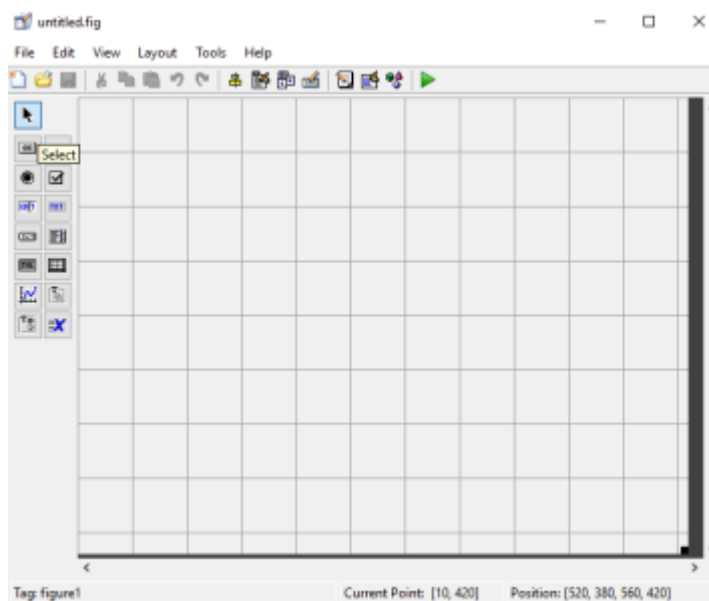 untitled.fig
File Edit View Layout Tools Help
Select
Tag: figure1 Current Point: [10, 420] Position: [520, 380, 560, 420]